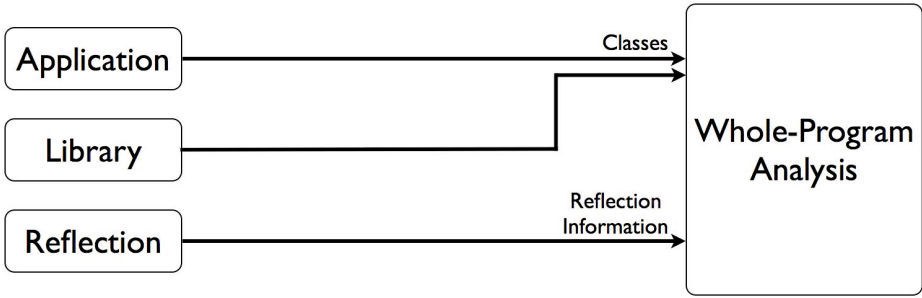 Application
Classes
Library
Whole-Program
Analysis
Reflection
Reflection
Information